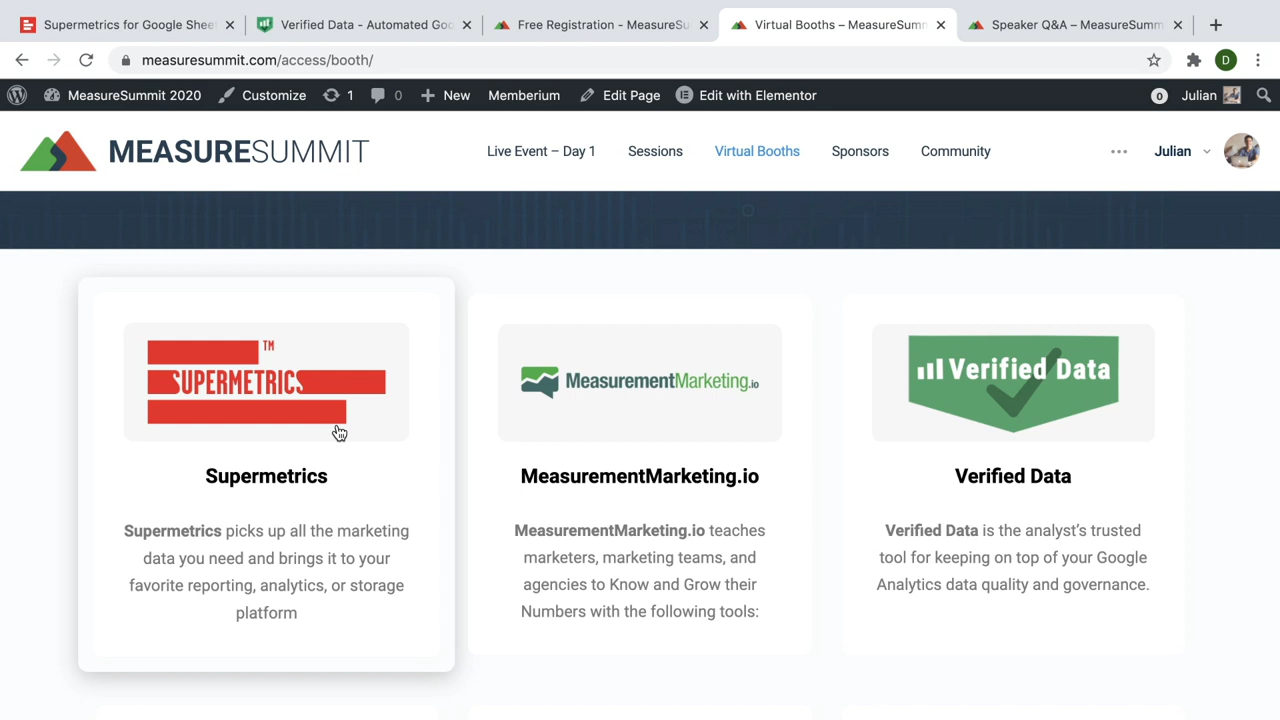 Supermetrics for Google Sheet
Verified Data - Automated Goo
Free Registration - MeasureSu
Virtual Booths – MeasureSumm
Speaker Q&A – MeasureSumm
measuresummit.com/access/booth/
D
MeasureSummit 2020
Customize
1
0
New
Memberium
Edit Page
Edit with Elementor
0
Julian
MEASURESUMMIT
Live Event – Day 1
Sessions
Virtual Booths
Sponsors
Community
Julian
SUPERMETRICS TM
MeasurementMarketing.io
Verified Data
Supermetrics
MeasurementMarketing.io
Verified Data
Supermetrics picks up all the marketing
data you need and brings it to your
favorite reporting, analytics, or storage
platform
MeasurementMarketing.io teaches
marketers, marketing teams, and
agencies to Know and Grow their
Numbers with the following tools:
Verified Data is the analyst's trusted
tool for keeping on top of your Google
Analytics data quality and governance.